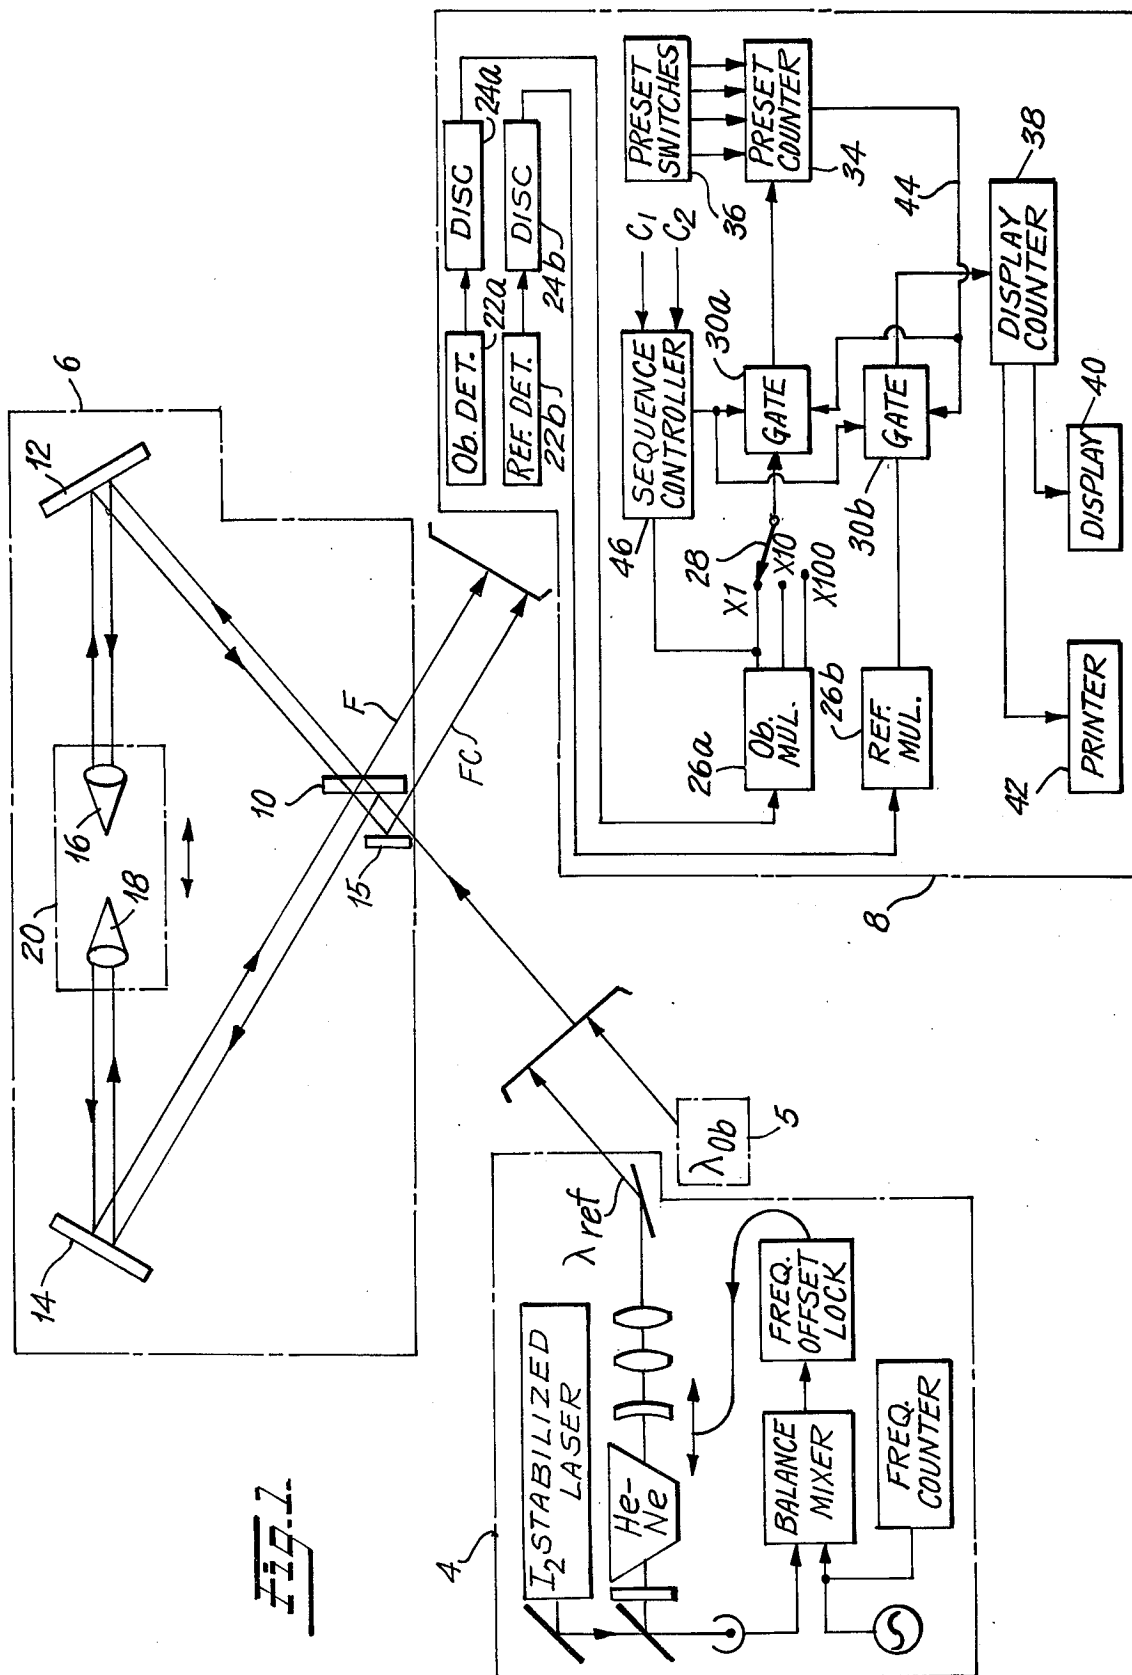 Fig. 1.
4
I2 STABILIZED
LASER
He-
Ne
λref
BALANCE
MIXER
FREQ.
OFFSET
LOCK
FREQ.
COUNTER
S
λOb
5
6
14
12
20
18
16
10
15
F
FC
8
Ob. DET.
22a
DISC
24a
REF. DET.
22b
DISC
24b
PRESET
SWITCHES
36
PRESET
COUNTER
34
C1
C2
SEQUENCE
CONTROLLER
46
30a
GATE
28
X1
X10
X100
Ob.
MUL.
26a
26b
REF.
MUL.
GATE
30b
44
38
DISPLAY
COUNTER
40
DISPLAY
42
PRINTER